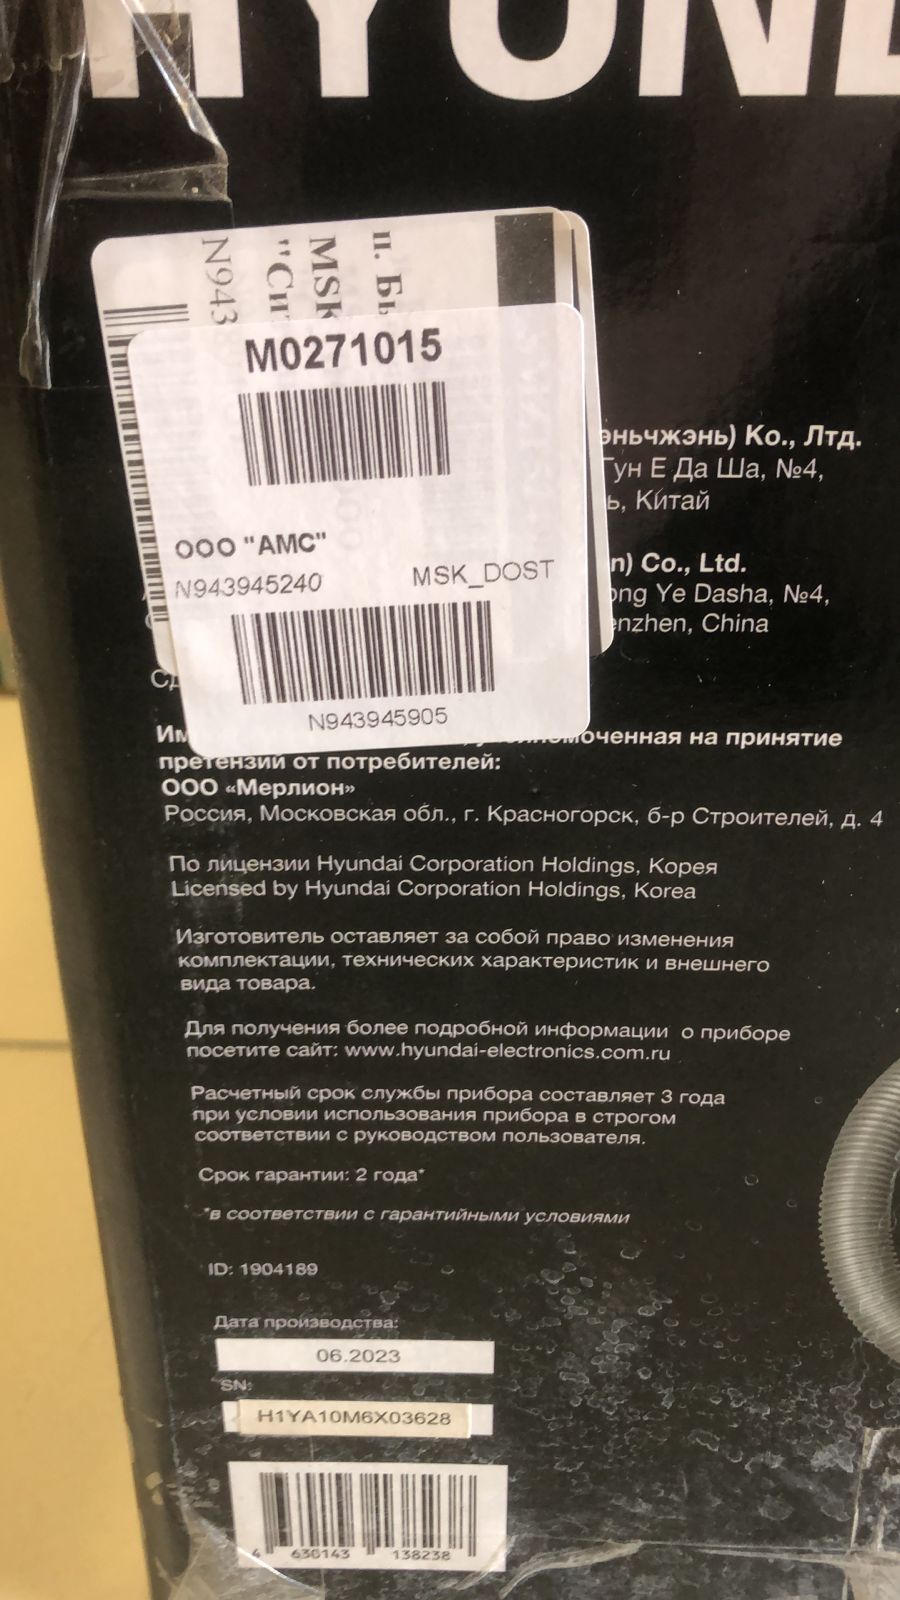 HYUND
п. Бь
MSK
"Си
N943
M0271015
ООО "АМС"
N943945240 MSK_DOST
N943945905
эньчжэнь) Ко., Лтд.
Гун Е Да Ша, №4,
ь, Китай
n) Co., Ltd.
ong Ye Dasha, №4,
enzhen, China
Сд
Им моченная на принятие
претензий от потребителей:
ООО «Мерлион»
Россия, Московская обл., г. Красногорск, б-р Строителей, д. 4
По лицензии Hyundai Corporation Holdings, Корея
Licensed by Hyundai Corporation Holdings, Korea
Изготовитель оставляет за собой право изменения
комплектации, технических характеристик и внешнего
вида товара.
Для получения более подробной информации о приборе
посетите сайт: www.hyundai-electronics.com.ru
Расчетный срок службы прибора составляет 3 года
при условии использования прибора в строгом
соответствии с руководством пользователя.
Срок гарантии: 2 года*
*в соответствии с гарантийными условиями
ID: 1904189
Дата производства:
06.2023
SN:
H1YA10M6X03628
4 630143 138238